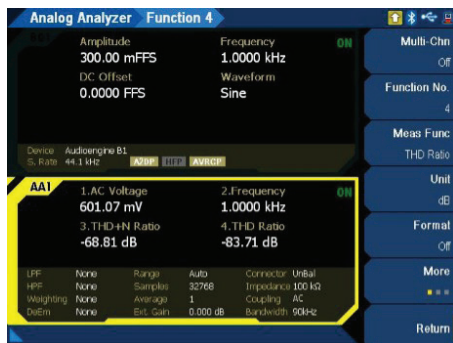 Analog Analyzer Function 4
Amplitude Frequency ON
300.00 mFFS 1.0000 kHz
DC Offset Waveform
0.0000 FFS Sine
Device Audioengine B1
S. Rate 44.1 kHz A2DP HFP AVRCP
AA1
1.AC Voltage 2.Frequency ON
601.07 mV 1.0000 kHz
3.THD+N Ratio 4.THD Ratio
-68.81 dB -83.71 dB
LPF None Range Auto Connector UnBal
HPF None Samples 32768 Impedance 100 kΩ
Weighting None Average 1 Coupling AC
DeEm None Ext. Gain 0.000 dB Bandwidth 90kHz
Multi-Chn
Off
Function No.
4
Meas Func
THD Ratio
Unit
dB
Format
Off
More
Return